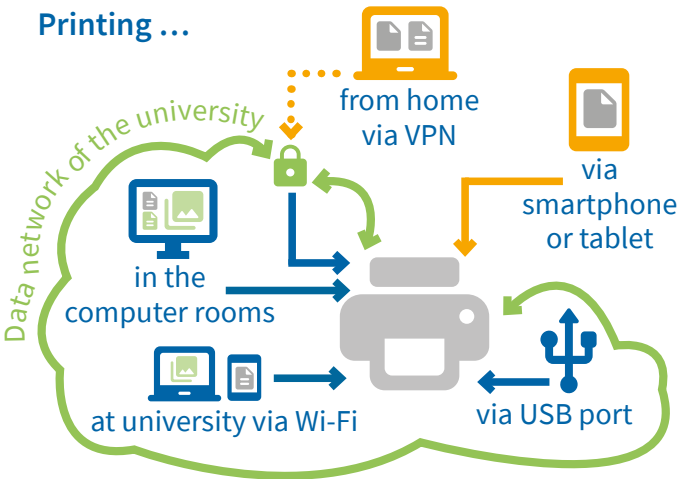 Printing …
Data network of the university
from home
via VPN
via
smartphone
or tablet
in the
computer rooms
at university via Wi-Fi
via USB port